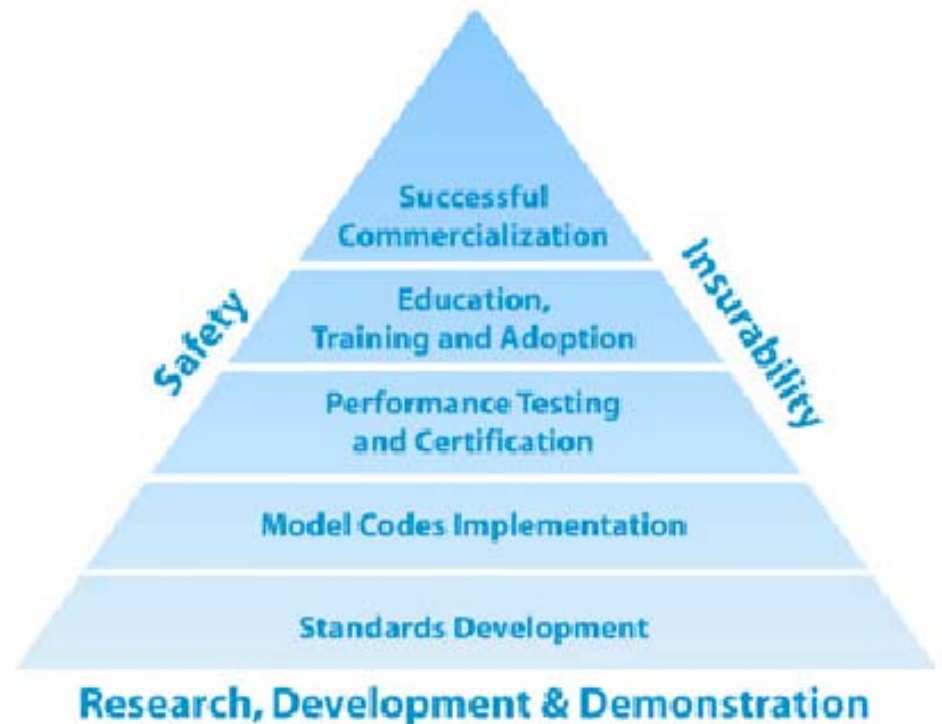 Successful
Commercialization
Education,
Training and Adoption
Performance Testing
and Certification
Model Codes Implementation
Standards Development
Safety
Insurability
Research, Development & Demonstration